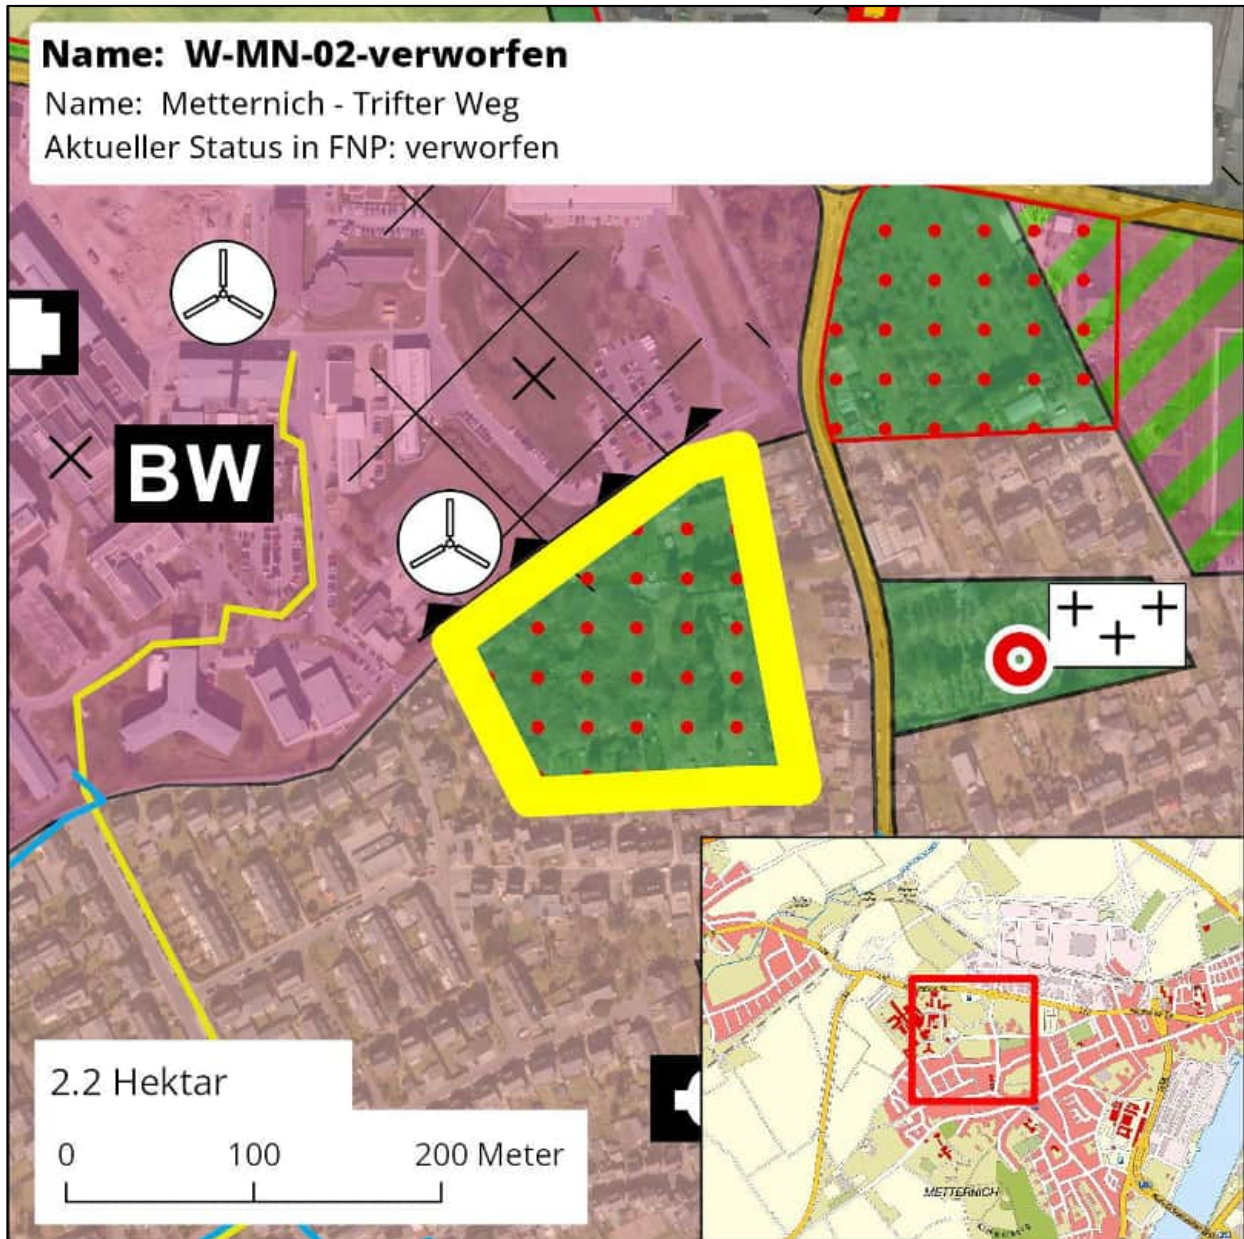 Name: W-MN-02-verworfen
Name: Metternich - Trifter Weg
Aktueller Status in FNP: verworfen
BW
2.2 Hektar
0 100 200 Meter
METTERNICH